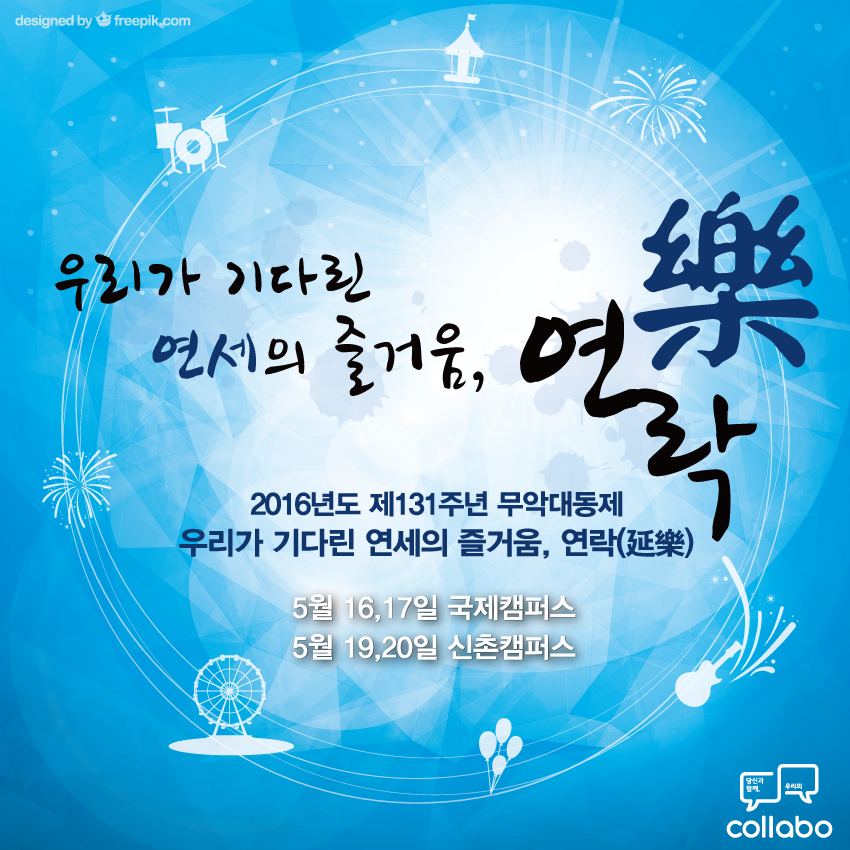 designed by freepik.com
우리가 기다린
연세의 즐거움, 연락
樂
2016년도 제131주년 무악대동제
우리가 기다린 연세의 즐거움, 연락(延樂)
5월 16,17일 국제캠퍼스
5월 19,20일 신촌캠퍼스
당신과
함께, 우리의
collabo